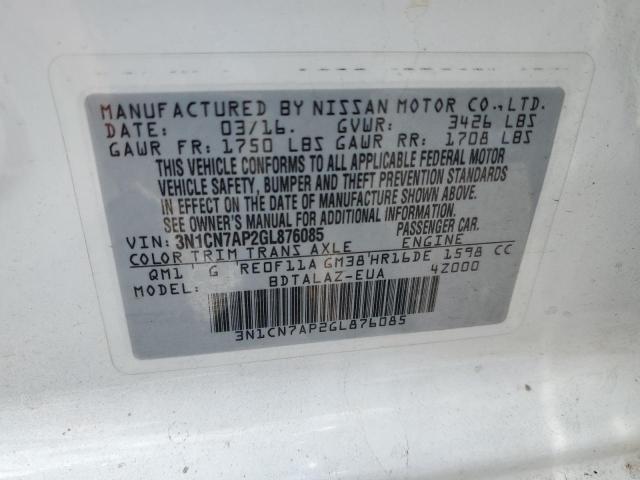 MANUFACTURED BY NISSAN MOTOR CO.,LTD.
DATE: 03/16. GVWR: 3426 LBS
GAWR FR: 1750 LBS GAWR RR: 1708 LBS
THIS VEHICLE CONFORMS TO ALL APPLICABLE FEDERAL MOTOR
VEHICLE SAFETY, BUMPER AND THEFT PREVENTION STANDARDS
IN EFFECT ON THE DATE OF MANUFACTURE SHOWN ABOVE.
SEE OWNER'S MANUAL FOR ADDITIONAL INFORMATION.
VIN: 3N1CN7AP2GL876085 PASSENGER CAR.
COLOR TRIM TRANS AXLE ENGINE
QM1 G RE0F11A GM38 HR16DE 1598 CC
BDTALAZ-EUA 4Z000
3N1CN7AP2GL876085